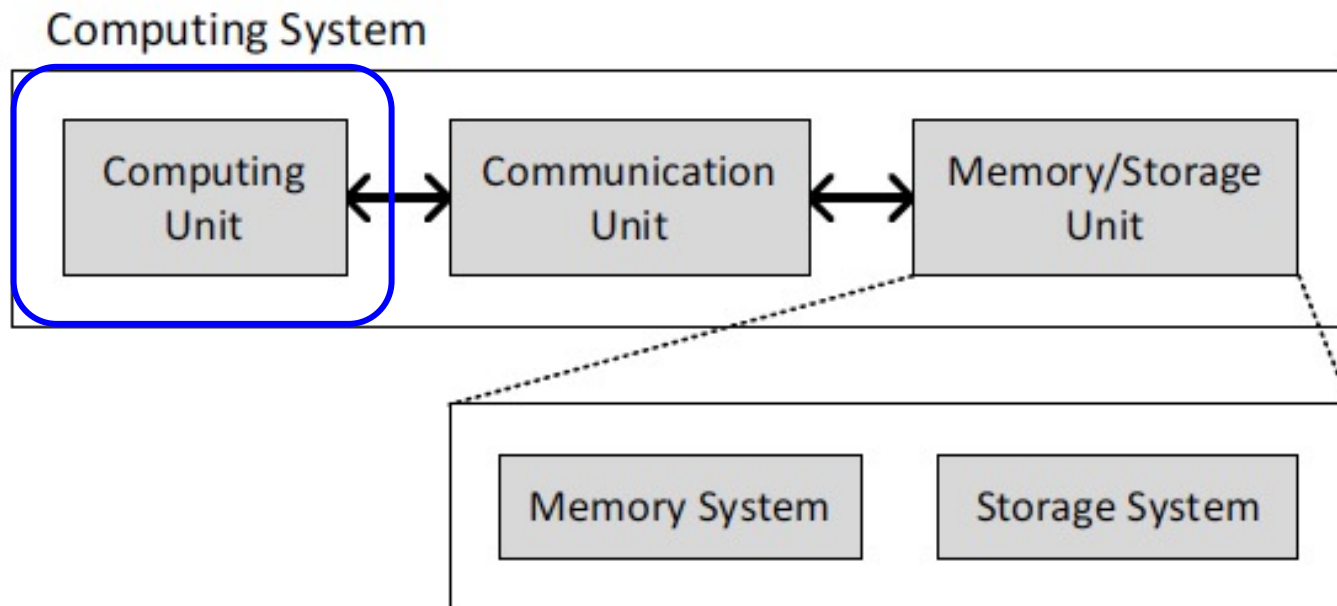 Computing System
Computing
Unit
Communication
Unit
Memory/Storage
Unit
Memory System
Storage System